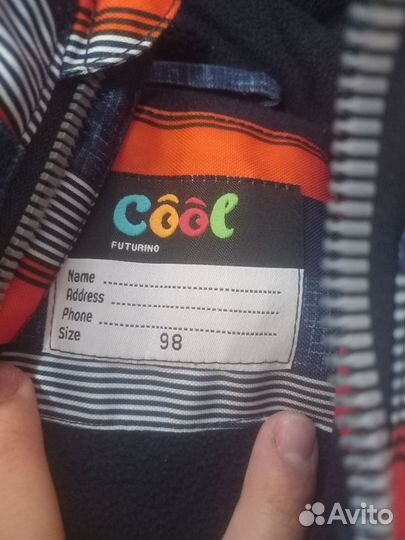 côôl
FUTURINO
Name
Address
Phone
Size 98
Avito